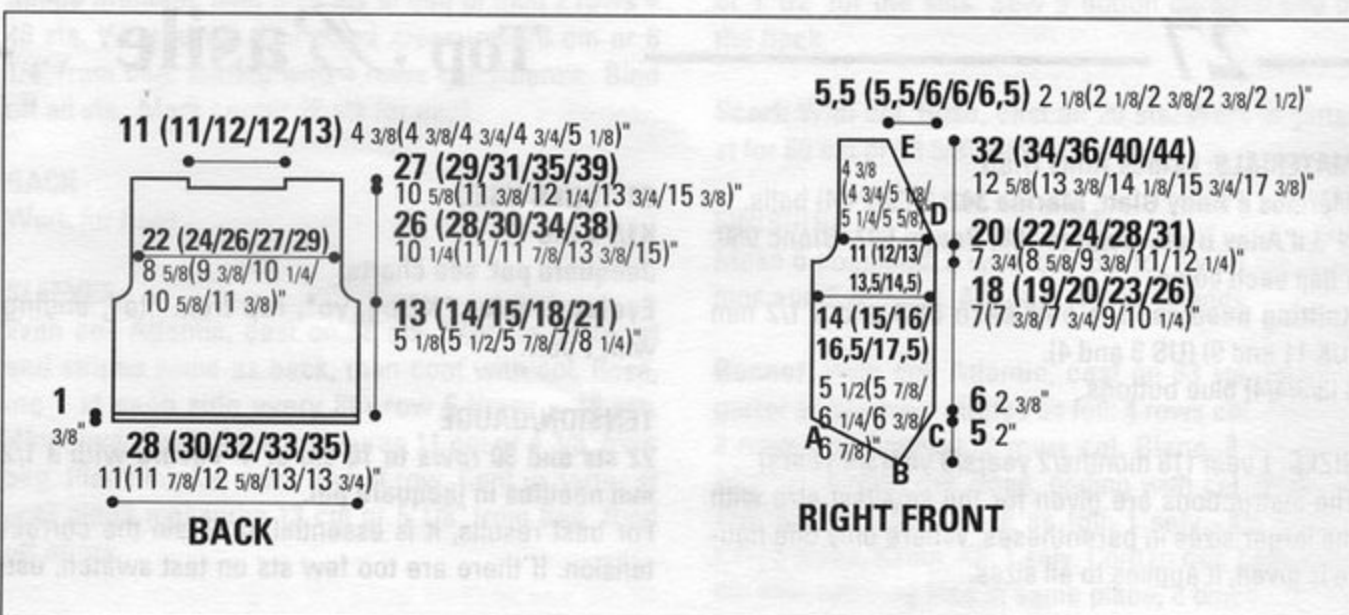 11 (11/12/12/13) 4 3/8(4 3/8/4 3/4/4 3/4/5 1/8)"
27 (29/31/35/39)
10 5/8(11 3/8/12 1/4/13 3/4/15 3/8)"
22 (24/26/27/29)
26 (28/30/34/38)
8 5/8(9 3/8/10 1/4/
10 1/4(11/11 7/8/13 3/8/15)"
10 5/8/11 3/8)"
13 (14/15/18/21)
5 1/8(5 1/2/5 7/8/7/8 1/4)"
1
3/8"
28 (30/32/33/35)
11(11 7/8/12 5/8/13/13 3/4)"
BACK
5,5 (5,5/6/6/6,5) 2 1/8(2 1/8/2 3/8/2 3/8/2 1/2)"
E
32 (34/36/40/44)
12 5/8(13 3/8/14 1/8/15 3/4/17 3/8)"
4 3/8
(4 3/4/5 1/8/
5 1/4/5 5/8)
D
20 (22/24/28/31)
7 3/4(8 5/8/9 3/8/11/12 1/4)"
11 (12/13/
13,5/14,5)
18 (19/20/23/26)
7(7 3/8/7 3/4/9/10 1/4)"
14 (15/16/
16,5/17,5)
5 1/2(5 7/8/
6 1/4/6 3/8/
6 7/8)"
6 2 3/8"
5 2"
A
B
C
RIGHT FRONT